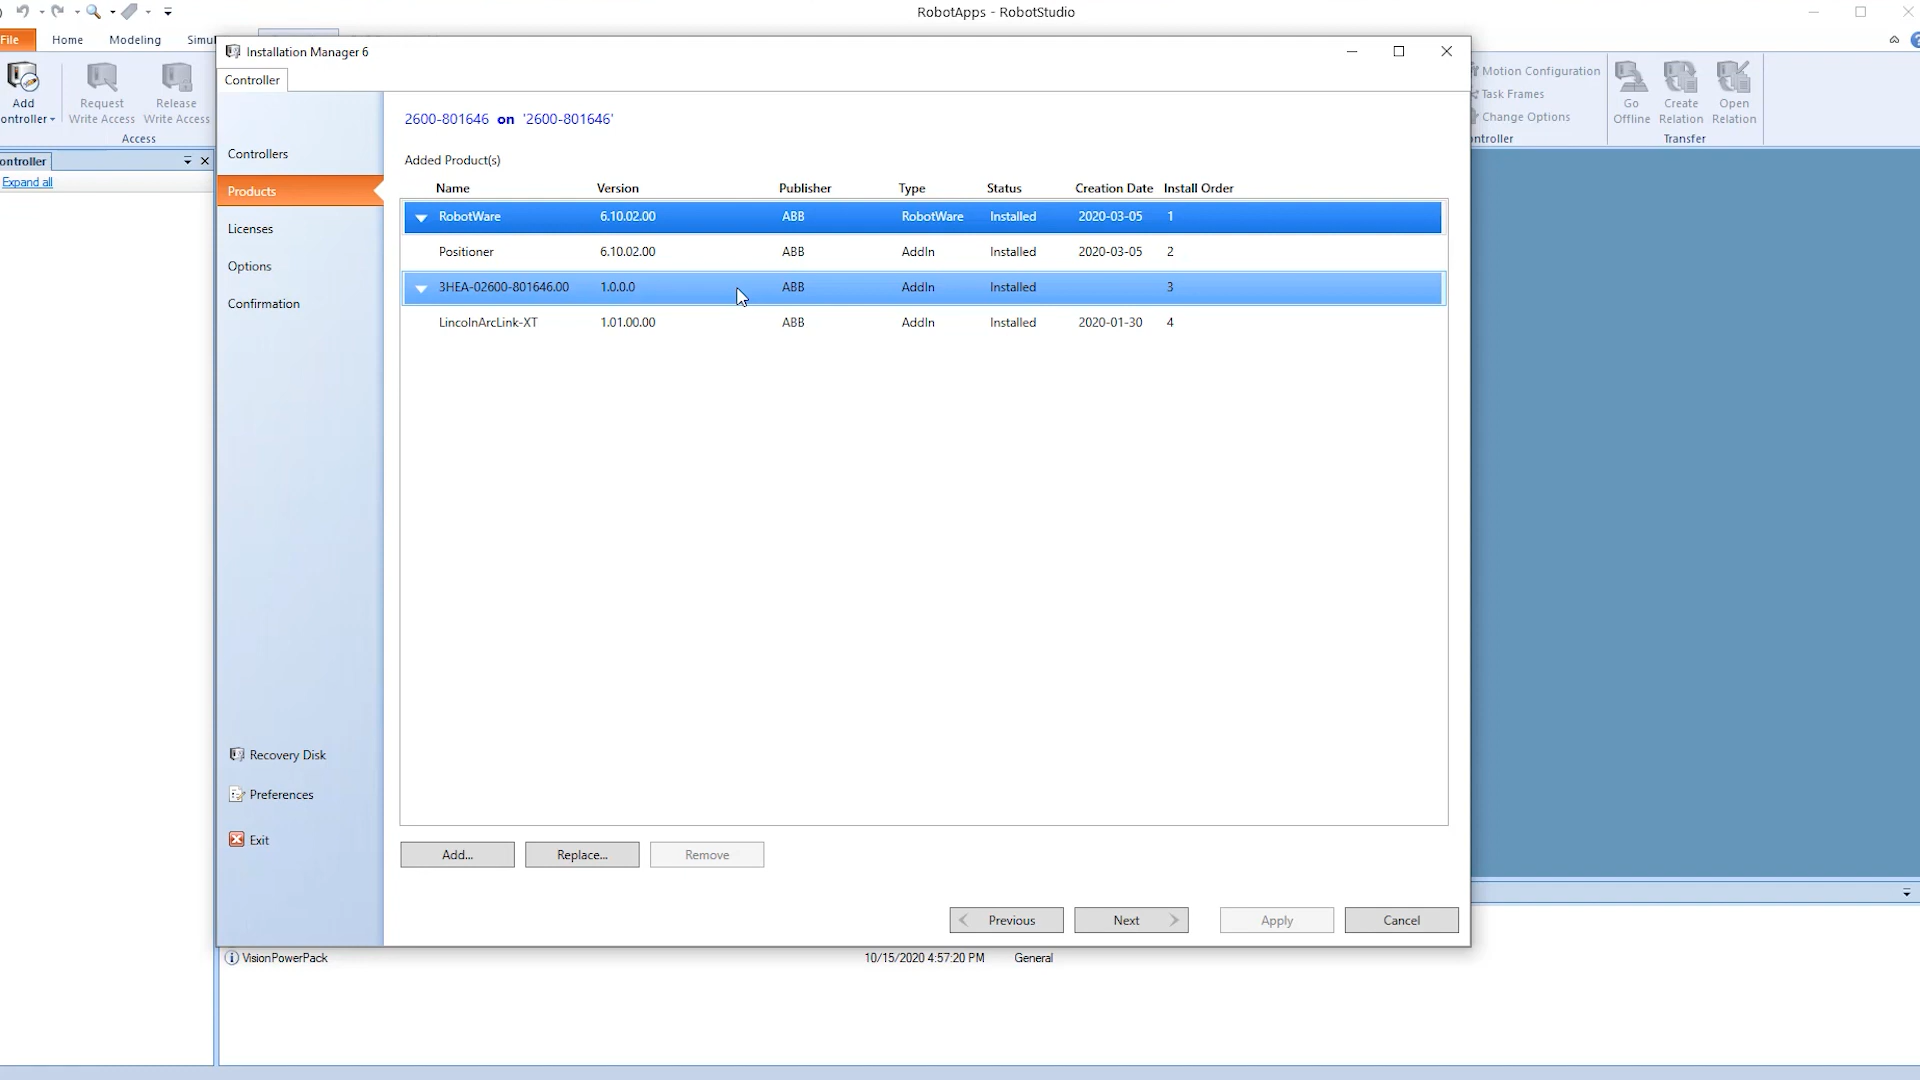 RobotApps - RobotStudio
File Home Modeling
Installation Manager 6
Controller
Add
Request
Write Access
Release
Write Access
Access
Motion Configuration
Task Frames
Change Options
Go
Offline
Create
Relation
Open
Relation
Transfer
Expand all
Controllers
Products
Licenses
Options
Confirmation
Recovery Disk
Preferences
Exit
2600-801646 on '2600-801646'
Added Product(s)
Name Version Publisher Type Status Creation Date Install Order
RobotWare 6.10.02.00 ABB RobotWare Installed 2020-03-05 1
Positioner 6.10.02.00 ABB AddIn Installed 2020-03-05 2
3HEA-02600-801646.00 1.0.0.0 ABB AddIn Installed 3
LincolnArcLink-XT 1.01.00.00 ABB AddIn Installed 2020-01-30 4
Add... Replace... Remove
Previous Next Apply Cancel
VisionPowerPack 10/15/2020 4:57:20 PM General